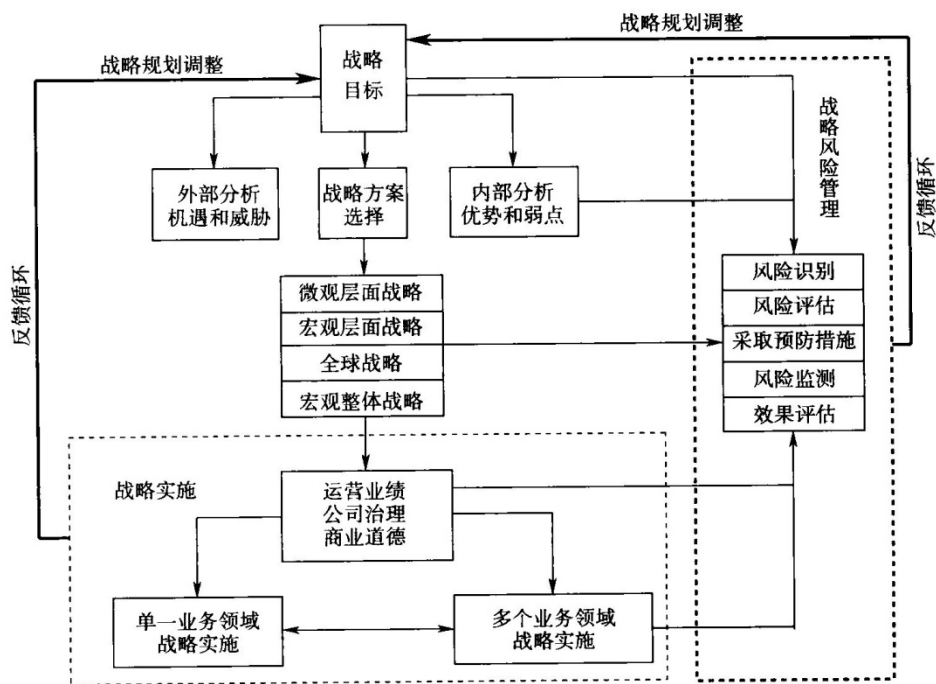 战略规划调整
战略规划调整
战略
目标
战略风险管理
外部分析
机遇和威胁
战略方案
选择
内部分析
优势和弱点
反馈循环
反馈循环
微观层面战略
宏观层面战略
全球战略
宏观整体战略
风险识别
风险评估
采取预防措施
风险监测
效果评估
战略实施
运营业绩
公司治理
商业道德
单一业务领域
战略实施
多个业务领域
战略实施